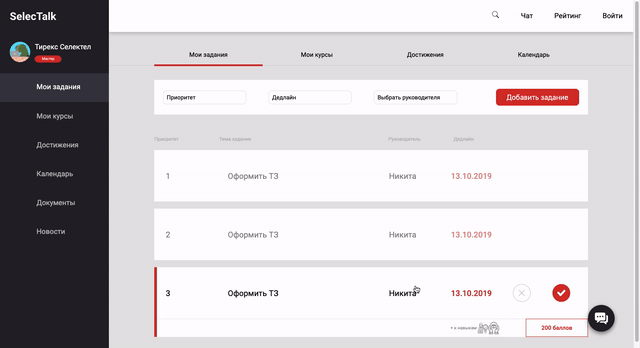 SelecTalk
Чат
Рейтинг
Войти
Тирекс Селектел
Мастер
Мои задания
Мои курсы
Достижения
Календарь
Документы
Новости
Мои задания
Мои курсы
Достижения
Календарь
Приоритет
Дедлайн
Выбрать руководителя
Добавить задание
Приоритет
Тема задания
Руководитель
Дедлайн
1 Оформить ТЗ Никита 13.10.2019
2 Оформить ТЗ Никита 13.10.2019
3 Оформить ТЗ Никита 13.10.2019
+ к навыкам
200 баллов